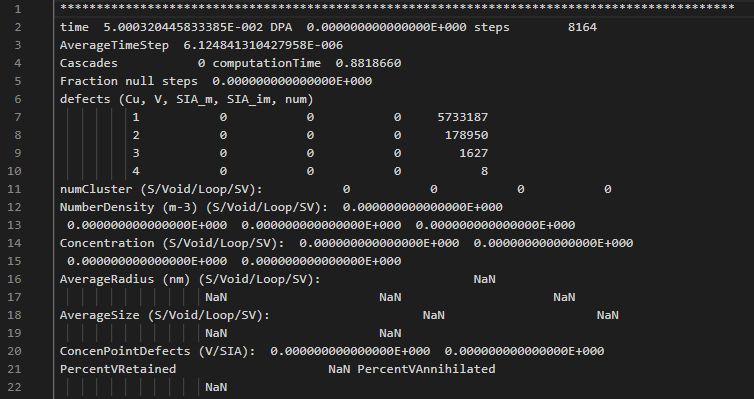 1 *********************************************************************************************
2 time  5.000320445833385E-002 DPA  0.000000000000000E+000 steps        8164
3 AverageTimeStep  6.124841310427958E-006
4 Cascades           0 computationTime  0.8818660
5 Fraction null steps  0.000000000000000E+000
6 defects (Cu, V, SIA_m, SIA_im, num)
7           1           0           0           0     5733187
8           2           0           0           0      178950
9           3           0           0           0        1627
10           4           0           0           0           8
11 numCluster (S/Void/Loop/SV):           0           0           0           0
12 NumberDensity (m-3) (S/Void/Loop/SV):  0.000000000000000E+000
13  0.000000000000000E+000  0.000000000000000E+000  0.000000000000000E+000
14 Concentration (S/Void/Loop/SV):  0.000000000000000E+000  0.000000000000000E+000
15  0.000000000000000E+000  0.000000000000000E+000
16 AverageRadius (nm) (S/Void/Loop/SV):                     NaN
17                     NaN                     NaN                     NaN
18 AverageSize (S/Void/Loop/SV):                     NaN                     NaN
19                     NaN                     NaN
20 ConcenPointDefects (V/SIA):  0.000000000000000E+000  0.000000000000000E+000
21 PercentVRetained                     NaN PercentVAnnihilated
22                     NaN